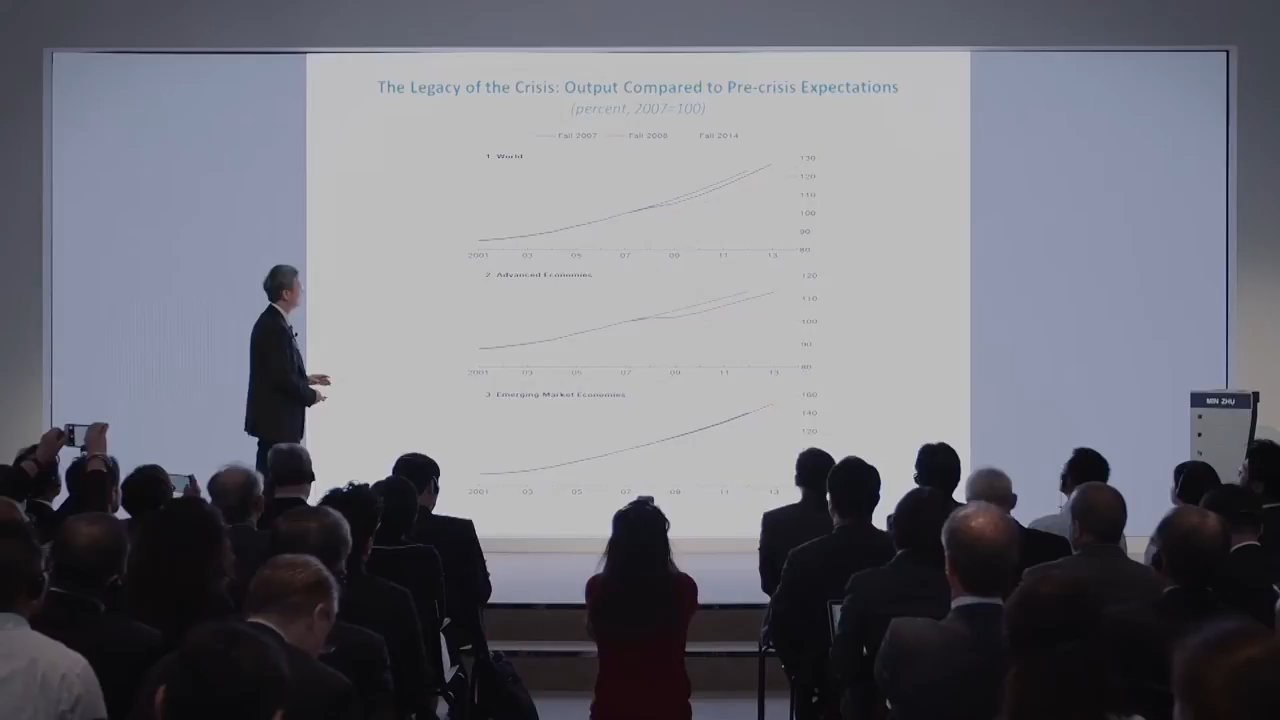 The Legacy of the Crisis: Output Compared to Pre-crisis Expectations
(percent, 2007=100)
Fall 2007 Fall 2008 Fall 2014
1. World
130
120
110
100
90
80
2001 03 05 07 09 11 13
2. Advanced Economies
120
110
100
90
80
2001 03 05 07 09 11 13
3. Emerging Market Economies
160
140
120
2001 03 05 07 09 11 13
MIN ZHU